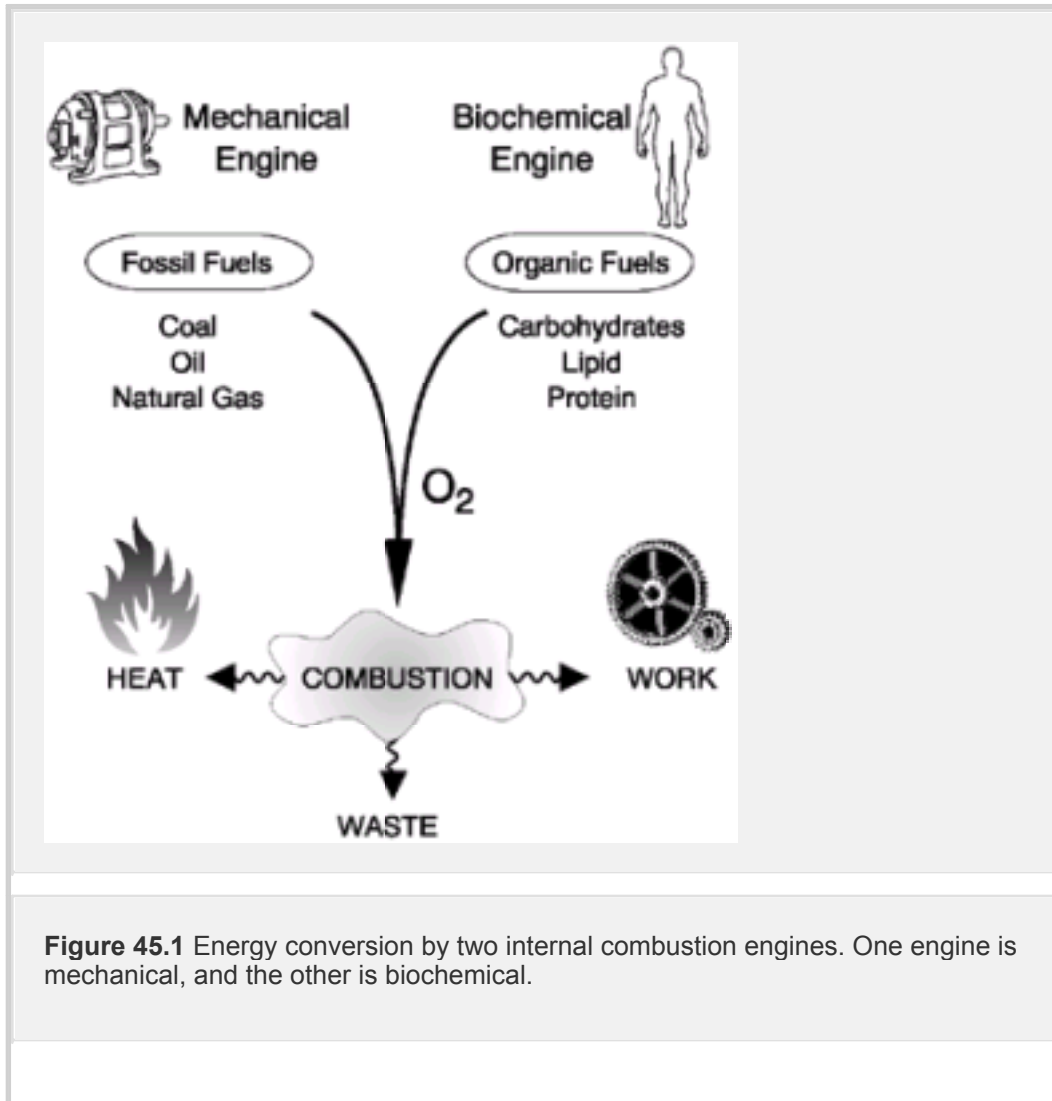 Mechanical
Engine
Biochemical
Engine
Fossil Fuels
Organic Fuels
Coal
Oil
Natural Gas
Carbohydrates
Lipid
Protein
O2
HEAT
COMBUSTION
WORK
WASTE
Figure 45.1 Energy conversion by two internal combustion engines. One engine is
mechanical, and the other is biochemical.